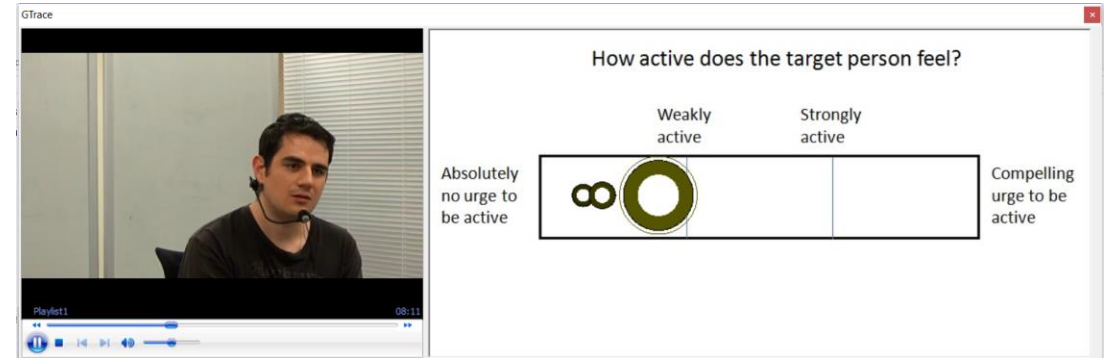 GTrace
How active does the target person feel?
Weakly
active
Strongly
active
Absolutely
no urge to
be active
Compelling
urge to be
active
Playlist1
08:11